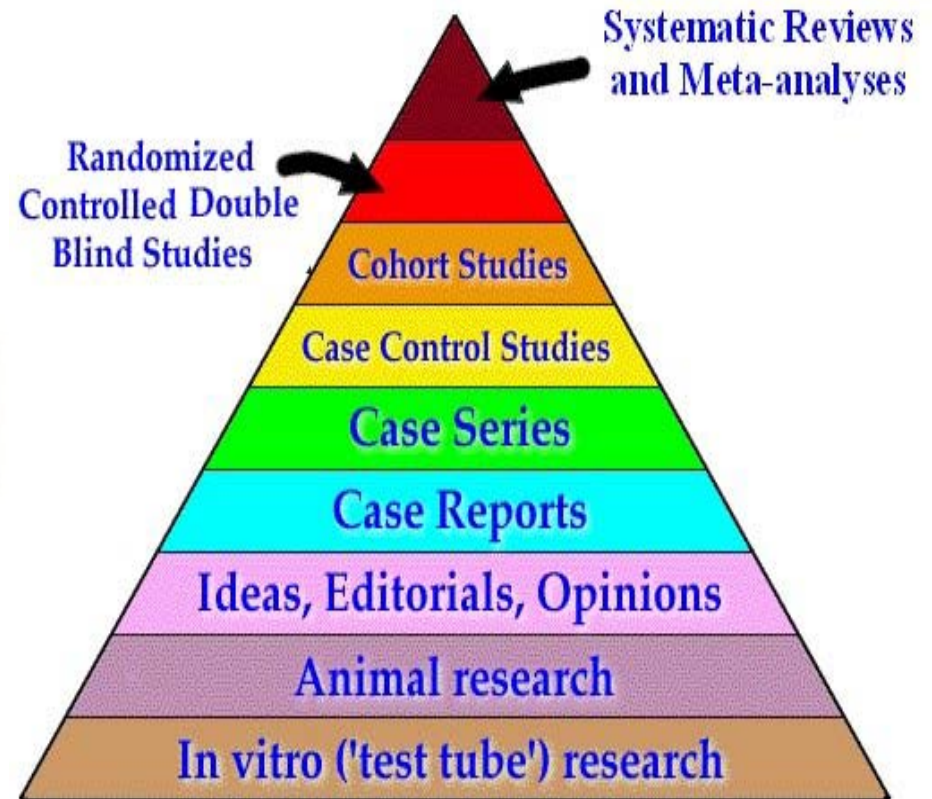 Systematic Reviews
and Meta-analyses
Randomized
Controlled Double
Blind Studies
Cohort Studies
Case Control Studies
Case Series
Case Reports
Ideas, Editorials, Opinions
Animal research
In vitro ('test tube') research